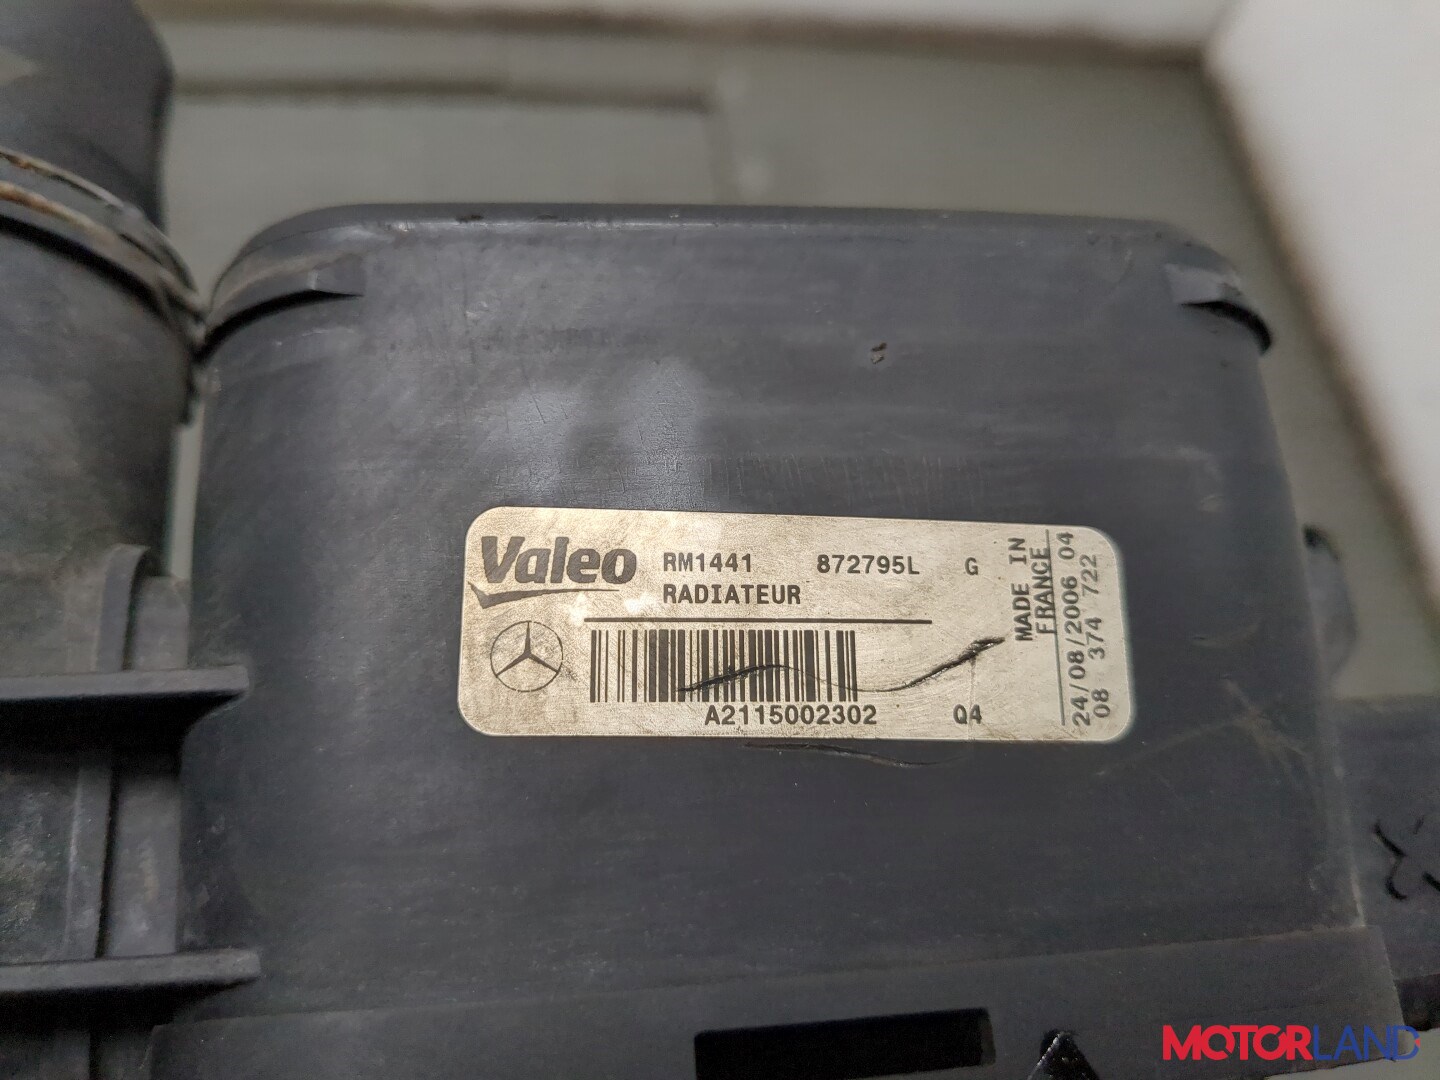 Valeo RM1441 872795L G
RADIATEUR
A2115002302 Q4
MADE IN
FRANCE
24/08/2006 04
08 374 722
MOTORLAND